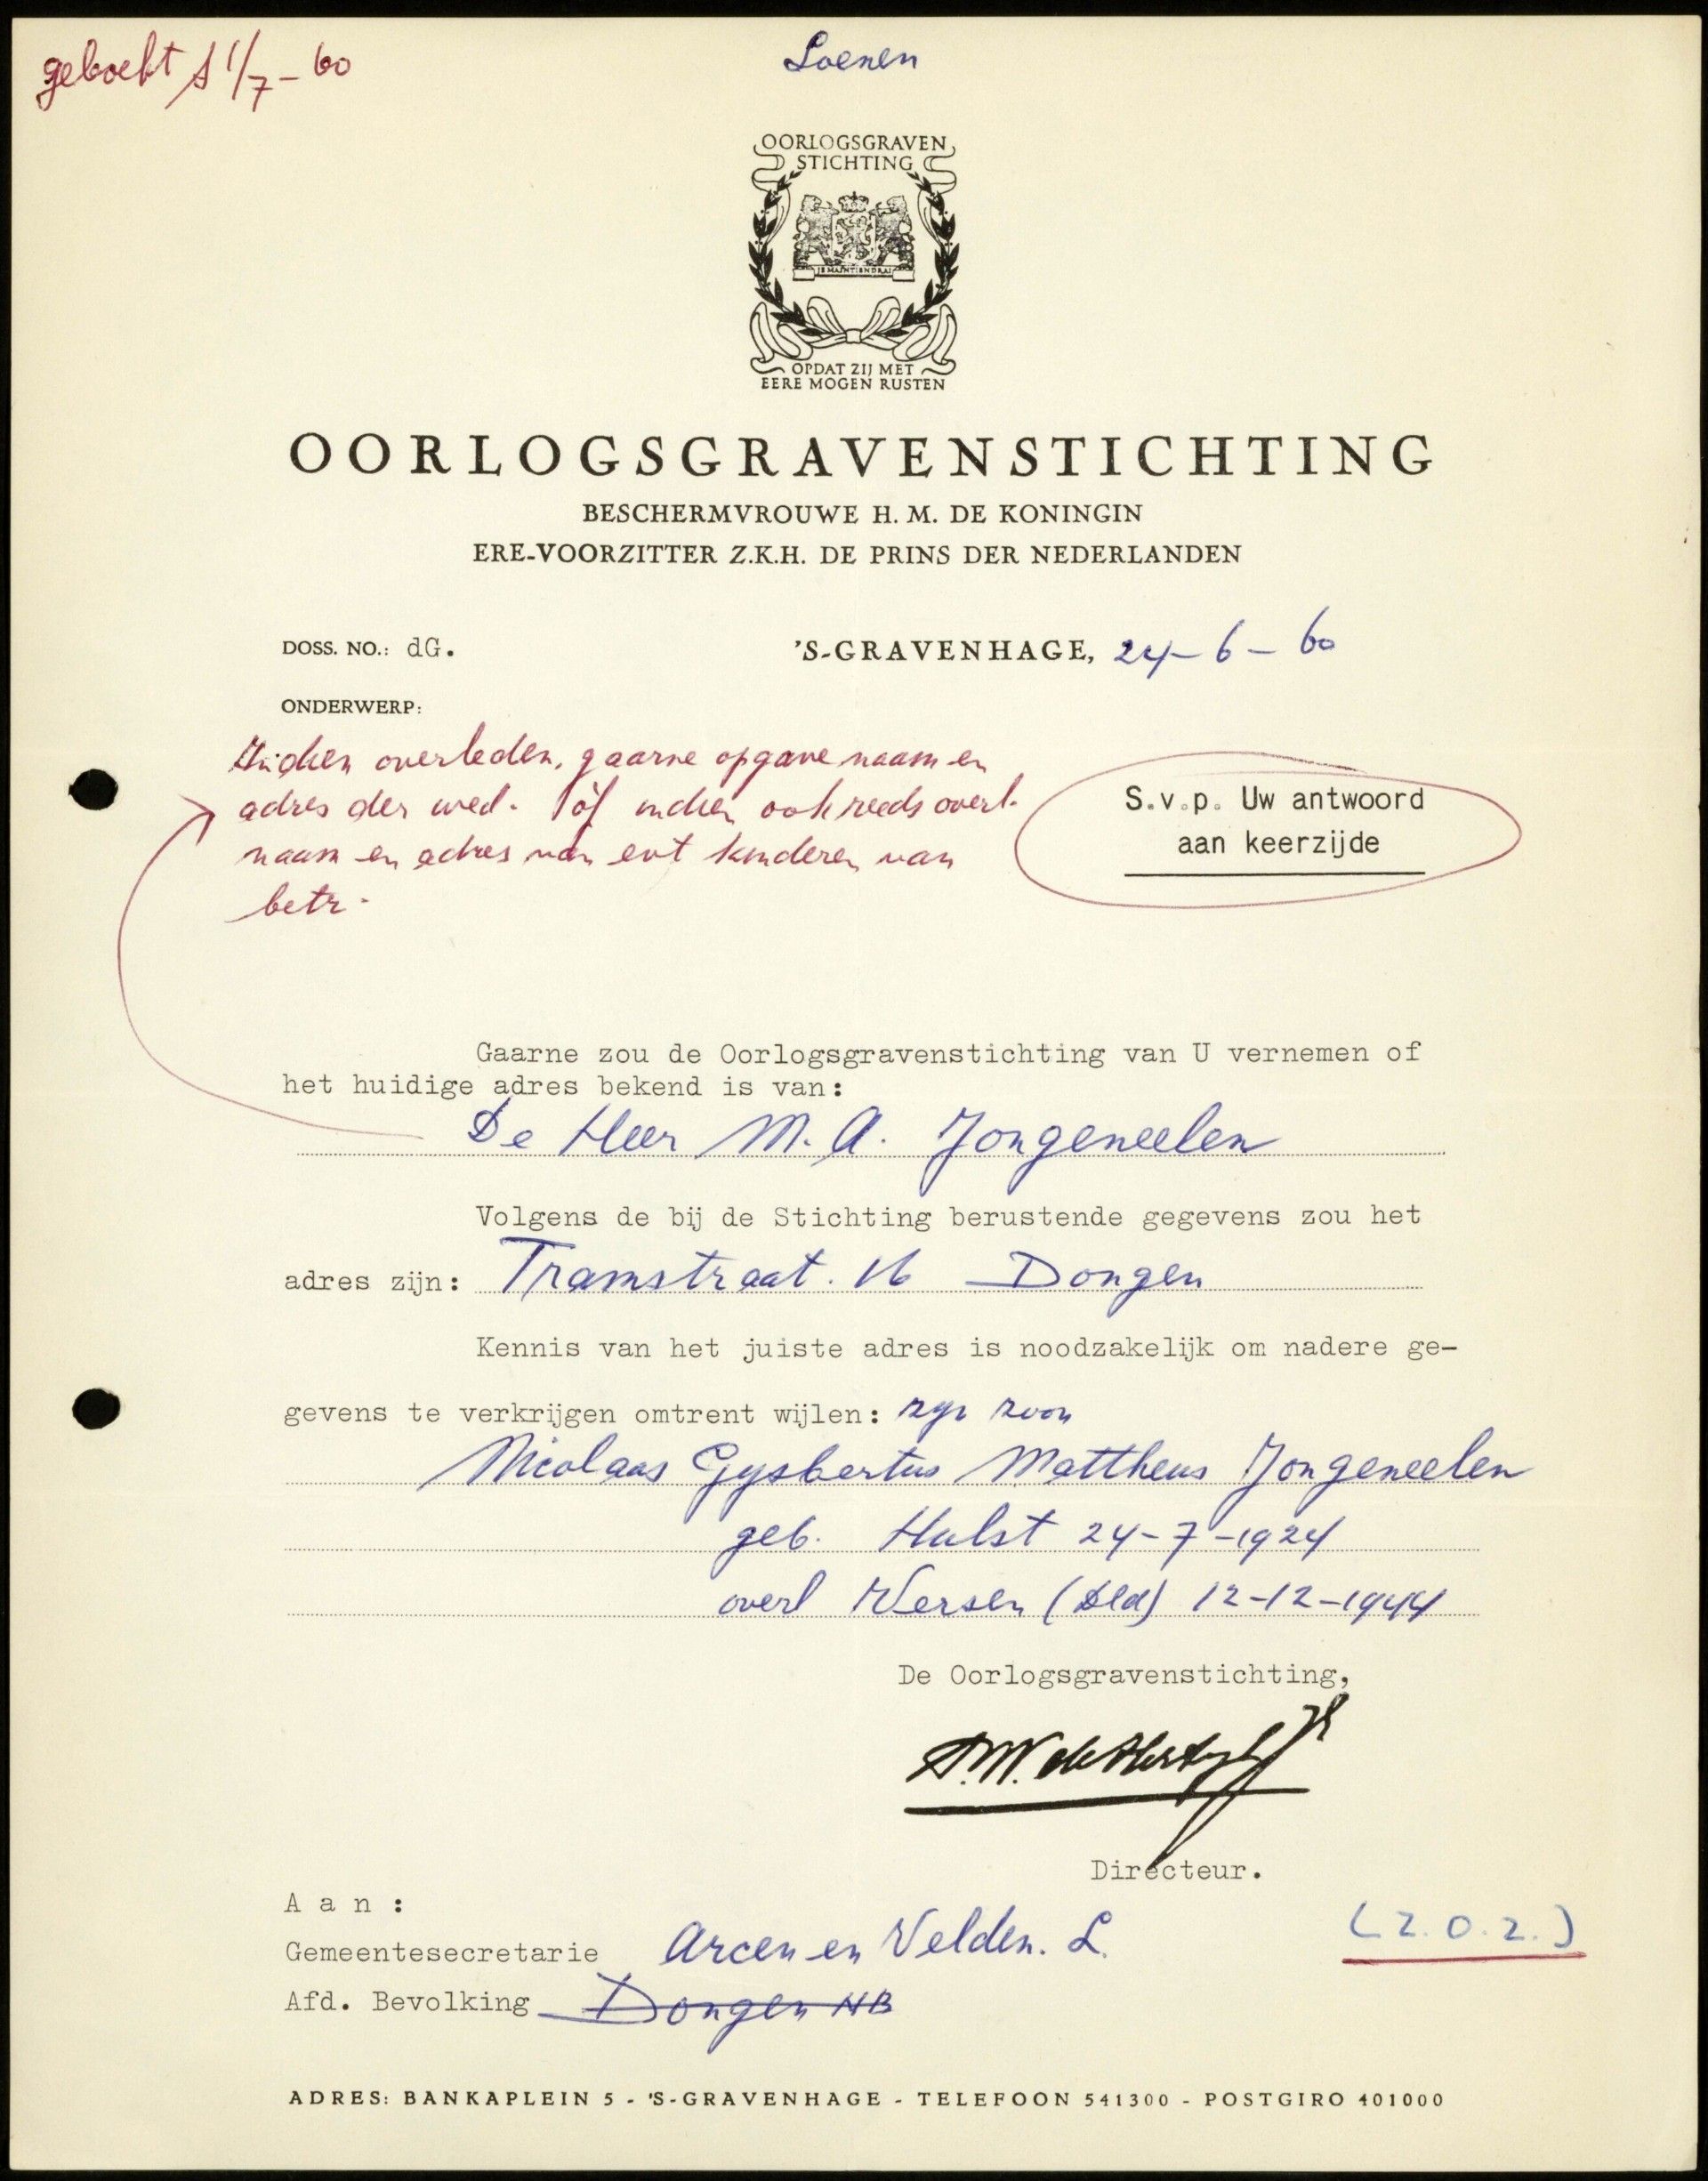 geboekt 1/7-60
Loenen
OORLOGSGRAVEN
STICHTING
JE MAINTIENDRAI
OPDAT ZIJ MET
EERE MOGEN RUSTEN
OORLOGSGRAVENSTICHTING
BESCHERMVROUWE H. M. DE KONINGIN
ERE-VOORZITTER Z.K.H. DE PRINS DER NEDERLANDEN
DOSS. NO.: dG.
'S-GRAVENHAGE, 24-6-60
ONDERWERP:
Indien overleden, gaarne opgave naam en
adres der wed. òf indien ook reeds overl.
naam en adres van evt kinderen van
betr.
S.v.p. Uw antwoord
aan keerzijde
Gaarne zou de Oorlogsgravenstichting van U vernemen of
het huidige adres bekend is van:
De Heer M. A. Jongeneelen
Volgens de bij de Stichting berustende gegevens zou het
adres zijn: Tramstraat. 16 Dongen
Kennis van het juiste adres is noodzakelijk om nadere ge-
gevens te verkrijgen omtrent wijlen: zijn zoon
Nicolaas Gysbertus Mattheus Jongeneelen
geb. Hulst 24-7-1924
overl Wersen (Dld) 12-12-1944
De Oorlogsgravenstichting,
Directeur.
Aan:
Gemeentesecretarie Arcen en Velden. L.
(Z.O.Z.)
Afd. Bevolking Dongen NB
ADRES: BANKAPLEIN 5 - 'S-GRAVENHAGE - TELEFOON 541300 - POSTGIRO 401000